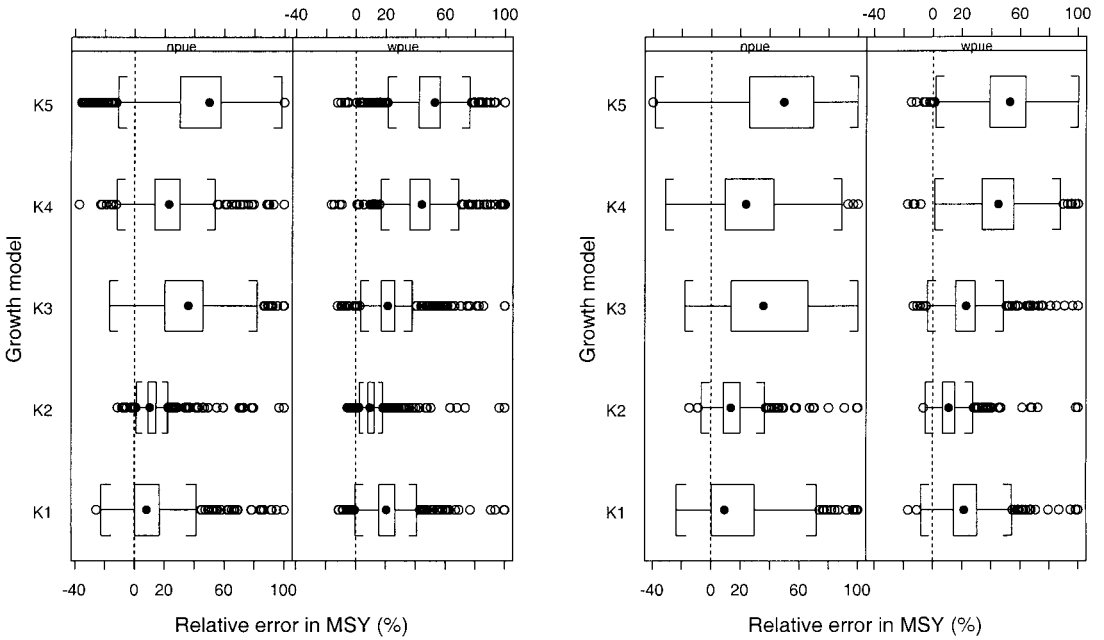 -40 0 20 60 100
-40 0 20 60 100
npue wpue
npue wpue
K5
K4
K3
K2
K1
Growth model
K5
K4
K3
K2
K1
Growth model
-40 0 20 60 100
-40 0 20 60 100
Relative error in MSY (%)
Relative error in MSY (%)